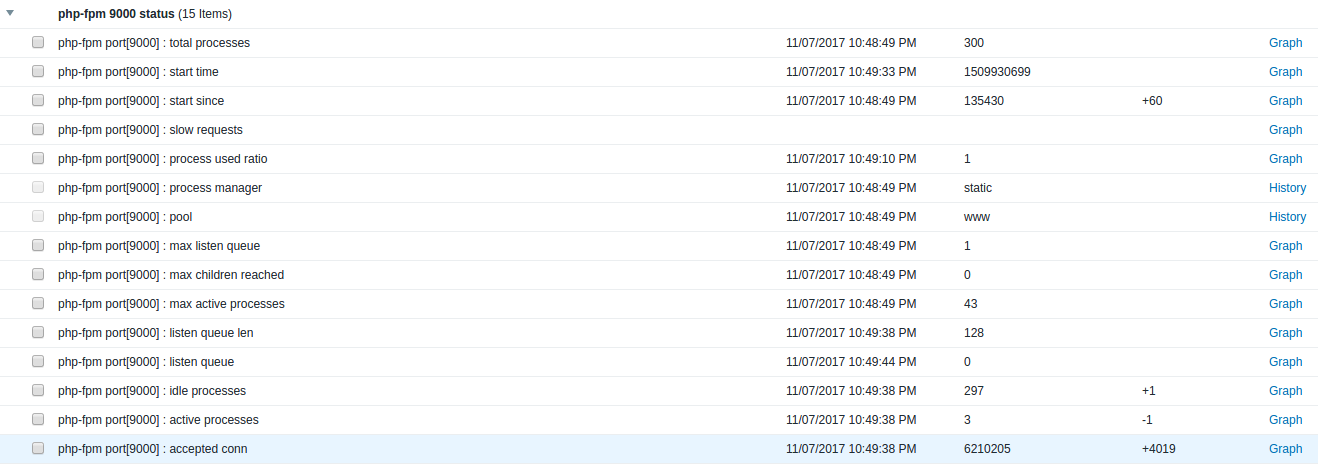 php-fpm 9000 status (15 Items)
php-fpm port[9000] : total processes 11/07/2017 10:48:49 PM 300 Graph
php-fpm port[9000] : start time 11/07/2017 10:49:33 PM 1509930699 Graph
php-fpm port[9000] : start since 11/07/2017 10:48:49 PM 135430 +60 Graph
php-fpm port[9000] : slow requests Graph
php-fpm port[9000] : process used ratio 11/07/2017 10:49:10 PM 1 Graph
php-fpm port[9000] : process manager 11/07/2017 10:48:49 PM static History
php-fpm port[9000] : pool 11/07/2017 10:48:49 PM www History
php-fpm port[9000] : max listen queue 11/07/2017 10:48:49 PM 1 Graph
php-fpm port[9000] : max children reached 11/07/2017 10:48:49 PM 0 Graph
php-fpm port[9000] : max active processes 11/07/2017 10:48:49 PM 43 Graph
php-fpm port[9000] : listen queue len 11/07/2017 10:49:38 PM 128 Graph
php-fpm port[9000] : listen queue 11/07/2017 10:49:44 PM 0 Graph
php-fpm port[9000] : idle processes 11/07/2017 10:49:38 PM 297 +1 Graph
php-fpm port[9000] : active processes 11/07/2017 10:49:38 PM 3 -1 Graph
php-fpm port[9000] : accepted conn 11/07/2017 10:49:38 PM 6210205 +4019 Graph